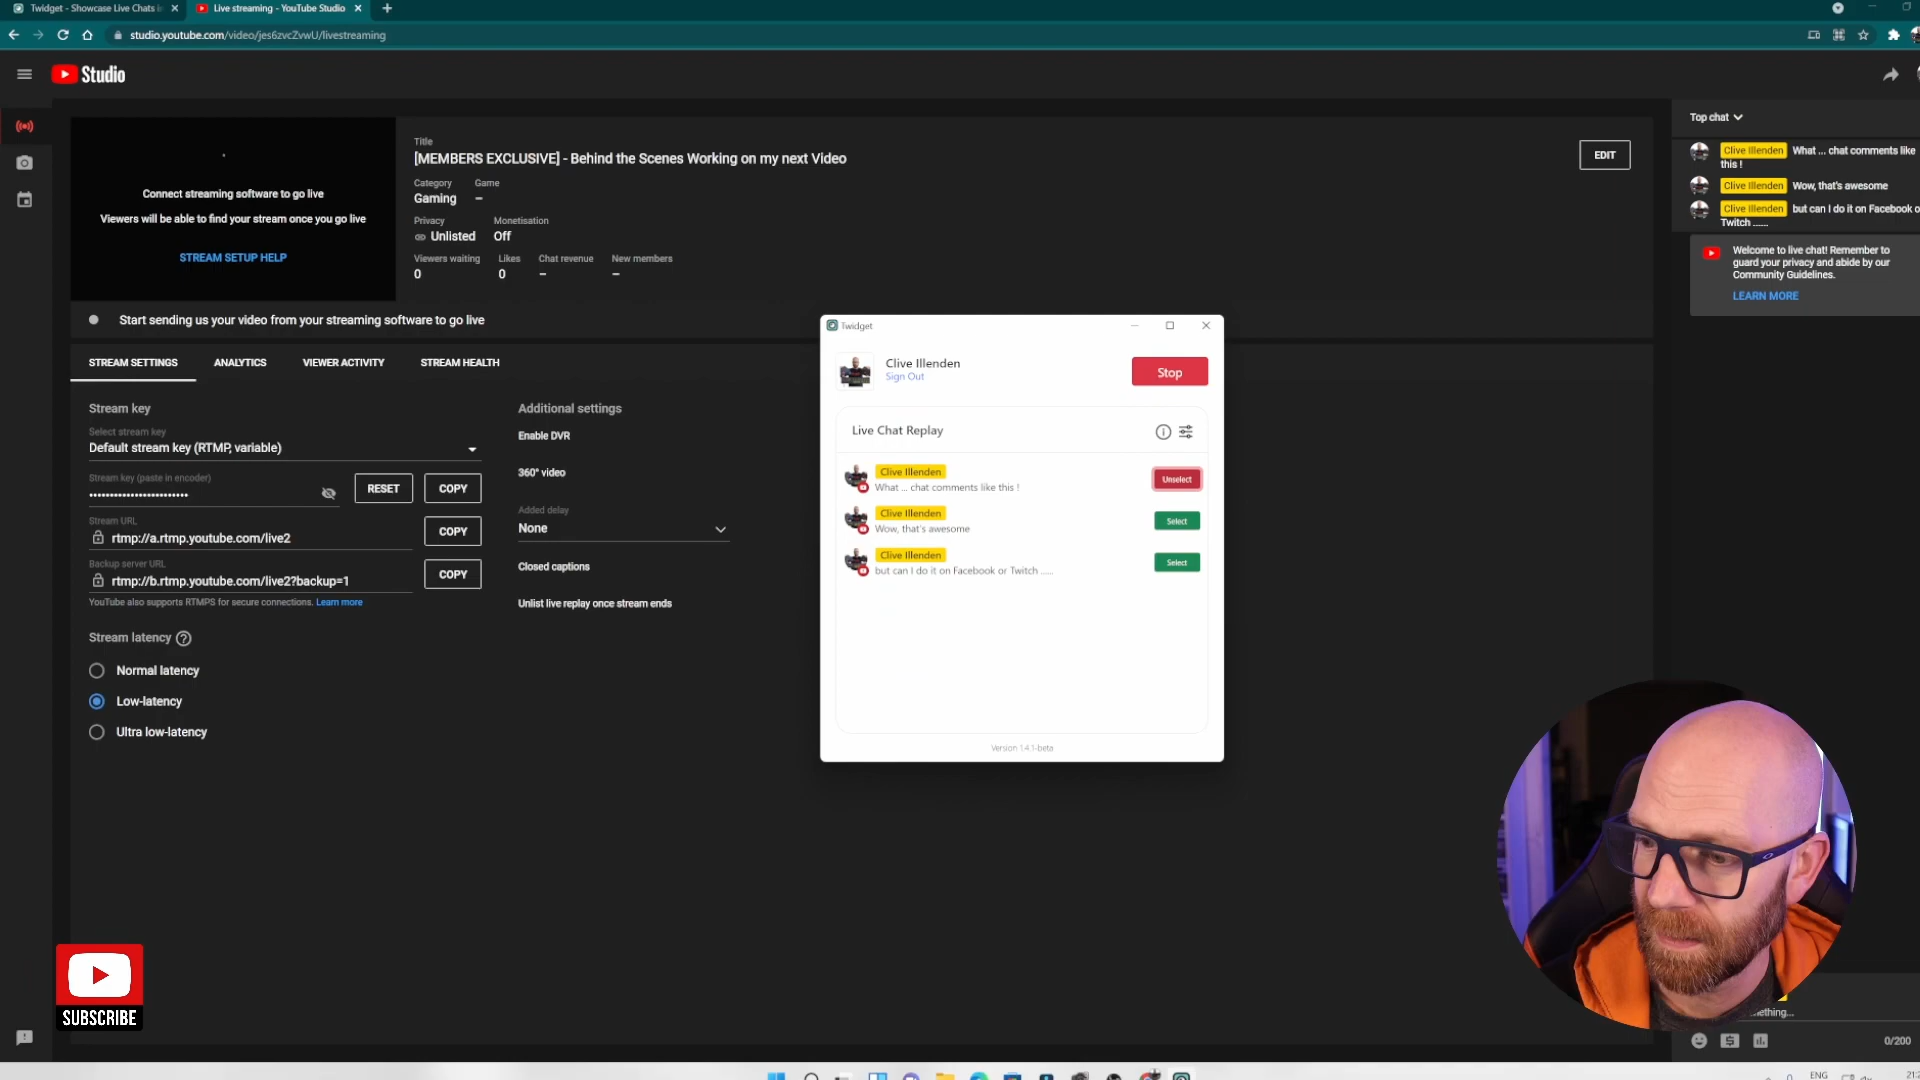 Twidget - Showcase Live Chats i
Live streaming - YouTube Studio
studio.youtube.com/video/jes6zvcZvwU/livestreaming
Studio
Connect streaming software to go live
Viewers will be able to find your stream once you go live
STREAM SETUP HELP
Title
[MEMBERS EXCLUSIVE] - Behind the Scenes Working on my next Video
EDIT
Category Game
Gaming –
Privacy Monetisation
Unlisted Off
Viewers waiting Likes Chat revenue New members
0 0 – –
Start sending us your video from your streaming software to go live
STREAM SETTINGS ANALYTICS VIEWER ACTIVITY STREAM HEALTH
Stream key
Select stream key
Default stream key (RTMP, variable)
Stream key (paste in encoder)
••••••••••••••••••••••••
RESET COPY
Stream URL
rtmp://a.rtmp.youtube.com/live2
COPY
Backup server URL
rtmp://b.rtmp.youtube.com/live2?backup=1
COPY
YouTube also supports RTMPS for secure connections. Learn more
Stream latency
Normal latency
Low-latency
Ultra low-latency
Additional settings
Enable DVR
360° video
Added delay
None
Closed captions
Unlist live replay once stream ends
Twidget
Clive Illenden
Sign Out
Stop
Live Chat Replay
Clive Illenden
What ... chat comments like this !
Unselect
Clive Illenden
Wow, that's awesome
Select
Clive Illenden
but can I do it on Facebook or Twitch ......
Select
Version 1.4.1-beta
Top chat
Clive Illenden What ... chat comments like
this !
Clive Illenden Wow, that's awesome
Clive Illenden but can I do it on Facebook o
Twitch ......
Welcome to live chat! Remember to
guard your privacy and abide by our
Community Guidelines.
LEARN MORE
SUBSCRIBE
ething...
0/200
ENG